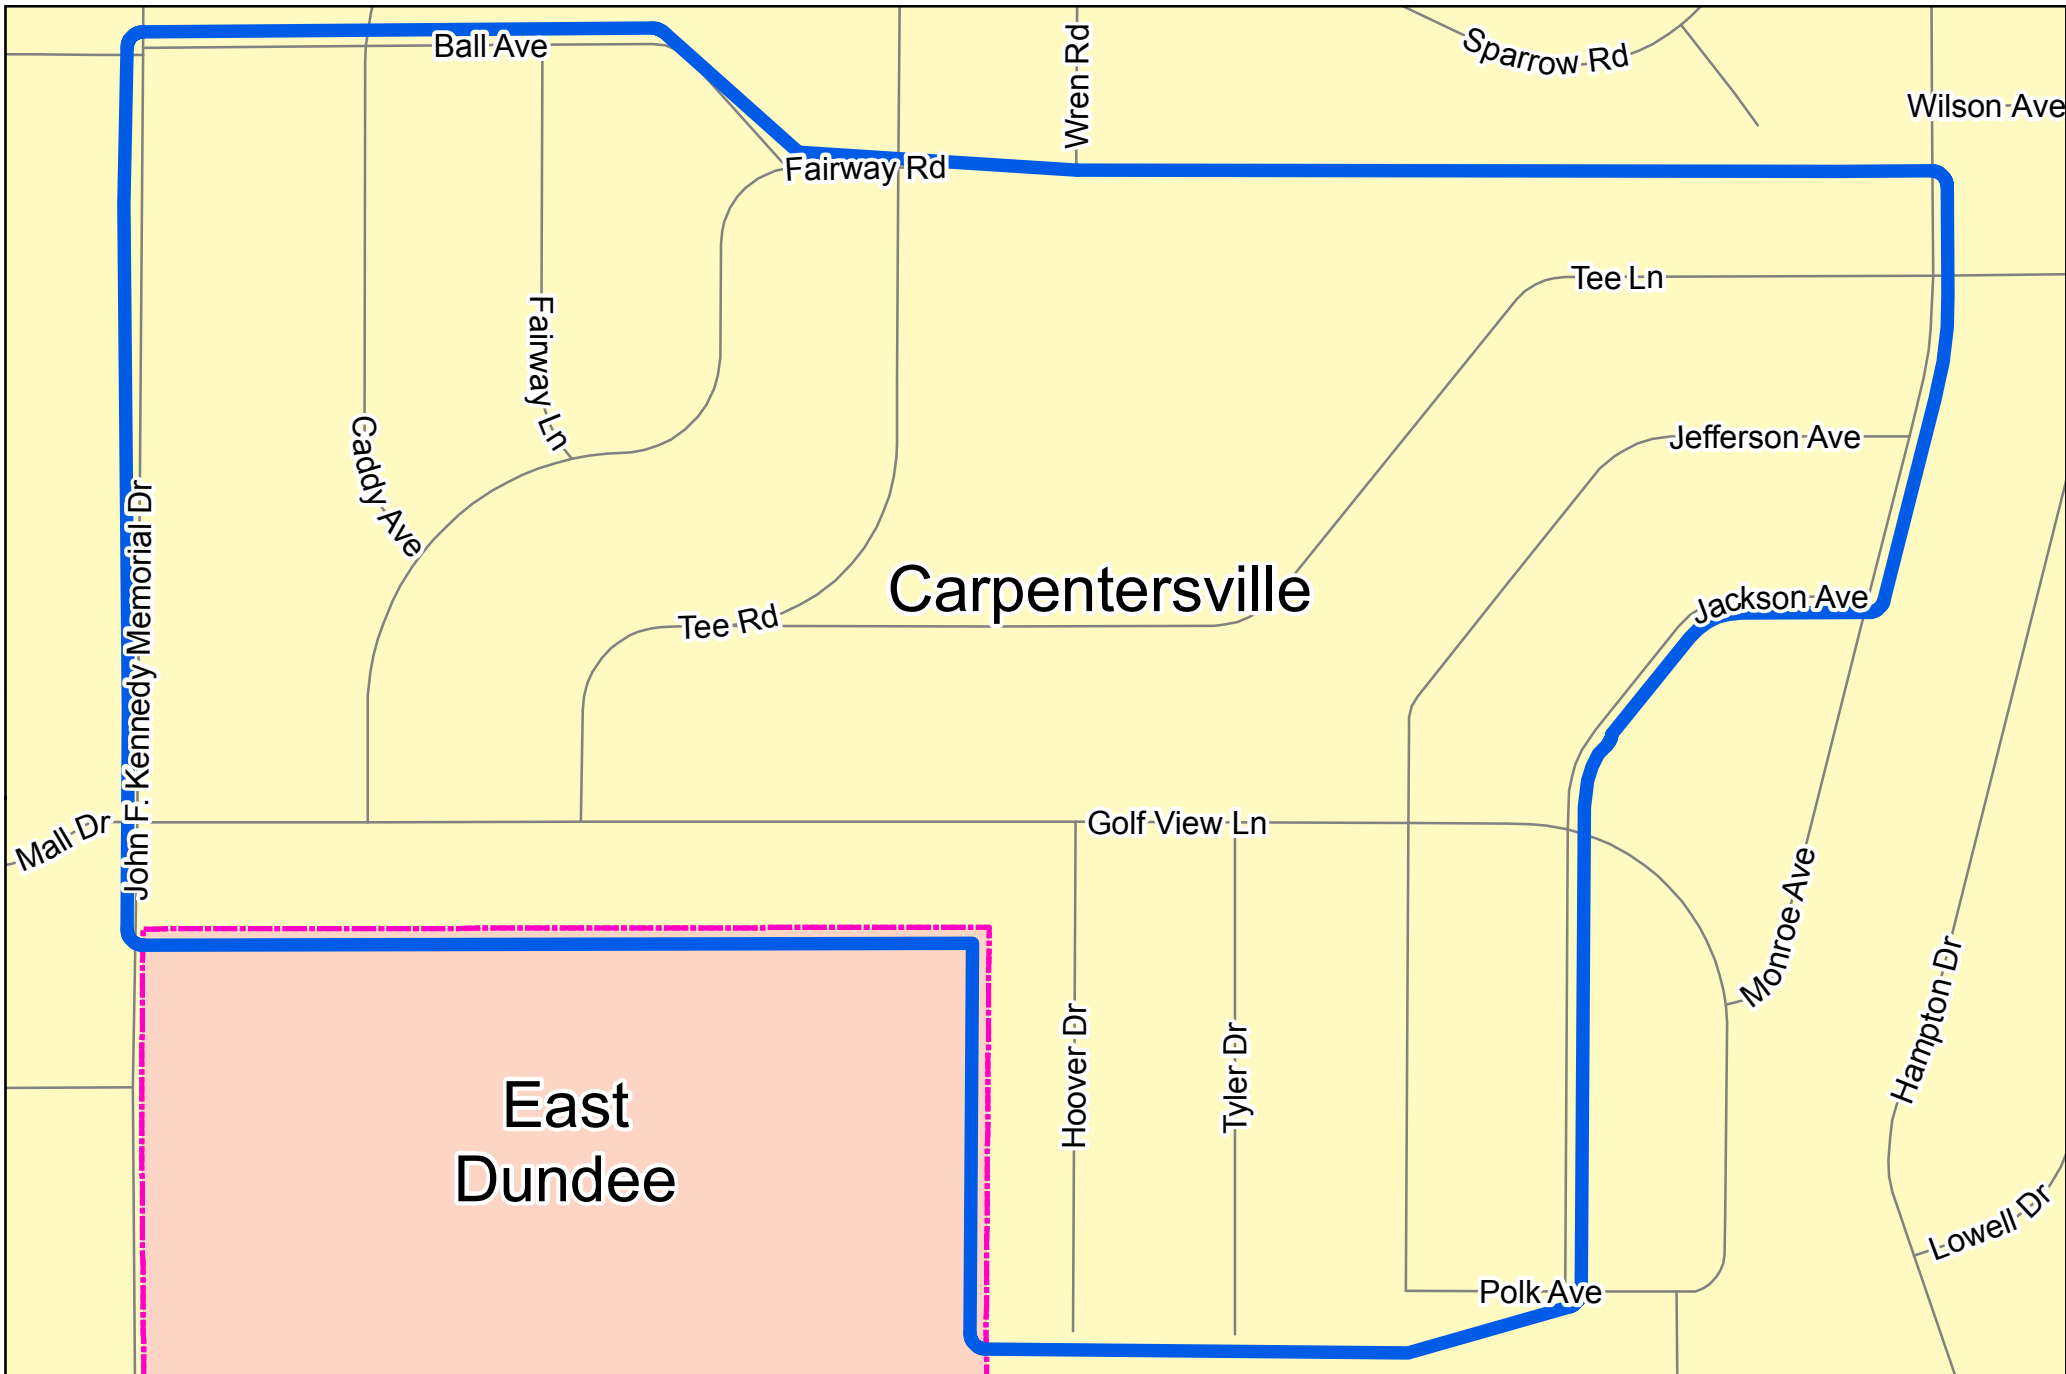 Ball Ave
Wren Rd
Sparrow Rd
Wilson Ave
Fairway Rd
Tee Ln
Fairway Ln
Caddy Ave
Jefferson Ave
John F. Kennedy Memorial Dr
Carpentersville
Jackson Ave
Tee Rd
Mall Dr
Golf View Ln
Monroe Ave
Hampton Dr
Hoover Dr
Tyler Dr
East
Dundee
Lowell Dr
Polk Ave